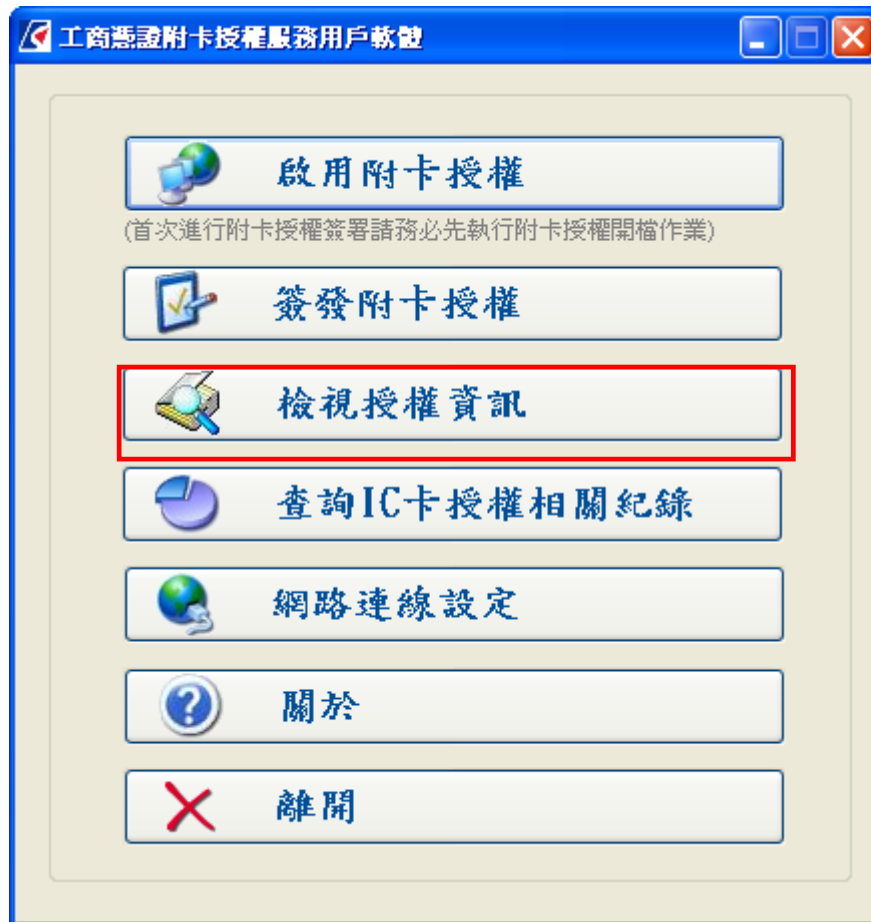 工商憑證附卡授權服務用戶軟體
啟用附卡授權
(首次進行附卡授權簽署請務必先執行附卡授權開檔作業)
簽發附卡授權
檢視授權資訊
查詢IC卡授權相關紀錄
網路連線設定
關於
離開